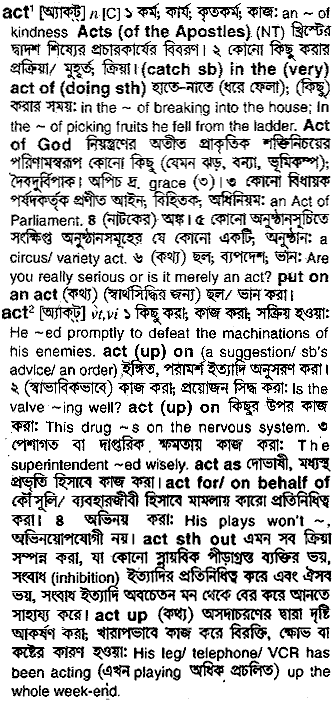 act¹ [অ্যাক্‌ট্] n [C] ১ কর্ম; কার্য; কৃতকর্ম, কাজ: an ~ of
kindness Acts (of the Apostles) (NT) খ্রিস্টের
দ্বাদশ শিষ্যের প্রচারকার্যের বিবরণ। ২ কোনো কিছু করার
প্রক্রিয়া/ মুহূর্ত; ক্রিয়া। (catch sb) in the (very)
act of (doing sth) হাতে-নাতে (ধরে ফেলা); (কিছু)
করার সময়: in the ~ of breaking into the house; In
the ~ of picking fruits he fell from the ladder. Act
of God নিয়ন্ত্রণের অতীত প্রাকৃতিক শক্তিনিচয়ের
পরিণামস্বরূপ কোনো কিছু (যেমন ঝড়, বন্যা, ভূমিকম্প);
দৈবদুর্বিপাক। অপিচ দ্র. grace (৩)। ৩ কোনো বিধায়ক
পর্ষদকর্তৃক প্রণীত আইন, বিহিতক, অধিনিয়ম: an Act of
Parliament. ৪ (নাটকের) অঙ্ক। ৫ কোনো অনুষ্ঠানসূচিতে
সংক্ষিপ্ত অনুষ্ঠানসমূহের যে কোনো একটি, অনুষ্ঠান: a
circus/ variety act. ৬ (কথ্য) ছল; ব্যপদেশ; ভান: Are
you really serious or is it merely an act? put on
an act (কথ্য) (স্বার্থসিদ্ধির জন্য) ছল/ ভান করা।
act² [অ্যাক্‌ট্] vt,vi ১ কিছু করা; কাজ করা; সক্রিয় হওয়া:
He ~ed promptly to defeat the machinations of
his enemies. act (up) on (a suggestion/ sb's
advice/ an order) ইঙ্গিত, পরামর্শ ইত্যাদি অনুসরণ করা।
২ (স্বাভাবিকভাবে) কাজ করা; প্রয়োজন সিদ্ধ করা: Is the
valve ~ing well? act (up) on কিছুর উপর কাজ
করা: This drug ~s on the nervous system. ৩
পেশাগত বা দাপ্তরিক ক্ষমতায় কাজ করা: The
superintendent ~ed wisely. act as দোভাষী, মধ্যস্থ
প্রভৃতি হিসাবে কাজ করা। act for/ on behalf of
কৌসুলি/ ব্যবহারজীবী হিসাবে মামলায় কারো প্রতিনিধিত্ব
করা। ৪ অভিনয় করা: His plays won't ~,
অভিনয়োপযোগী নয়। act sth out এমন সব ক্রিয়া
সম্পন্ন করা, যা কোনো স্নায়বিক পীড়াগ্রস্ত ব্যক্তির ভয়,
সংবাধ (inhibition) ইত্যাদির প্রতিনিধিত্ব করে এবং ঐসব
ভয়, সংবাধ ইত্যাদি অবচেতন মন থেকে বের করে আনতে
সাহায্য করে। act up (কথ্য) অসদাচরণের দ্বারা দৃষ্টি
আকর্ষণ করা; খারাপভাবে কাজ করে বিরক্তি, ক্ষোভ বা
কষ্টের কারণ হওয়া: His leg/ telephone/ VCR has
been acting (এখন playing অধিক প্রচলিত) up the
whole week-end.